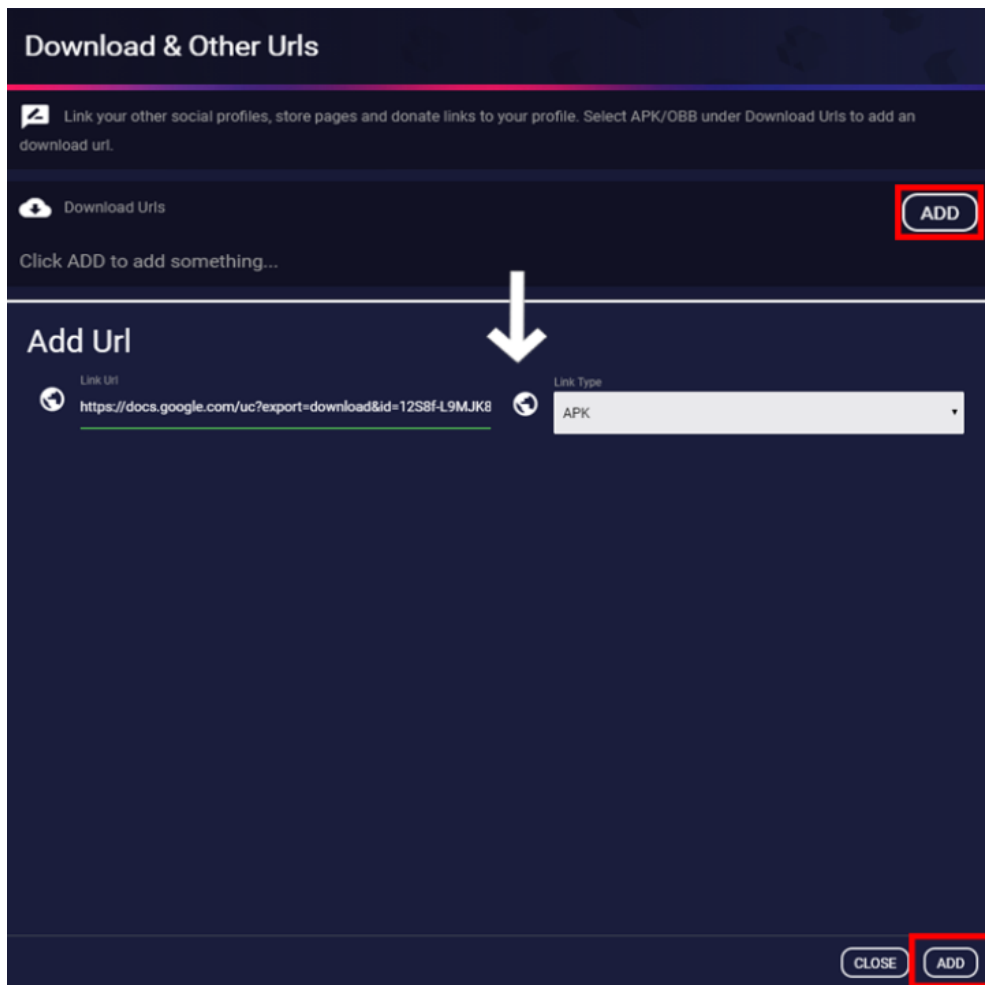 Download & Other Urls
Link your other social profiles, store pages and donate links to your profile. Select APK/OBB under Download Urls to add an
download url.
Download Urls
ADD
Click ADD to add something...
Add Url
Link Url
https://docs.google.com/uc?export=download&id=12S8f-L9MJK8
Link Type
APK
CLOSE
ADD